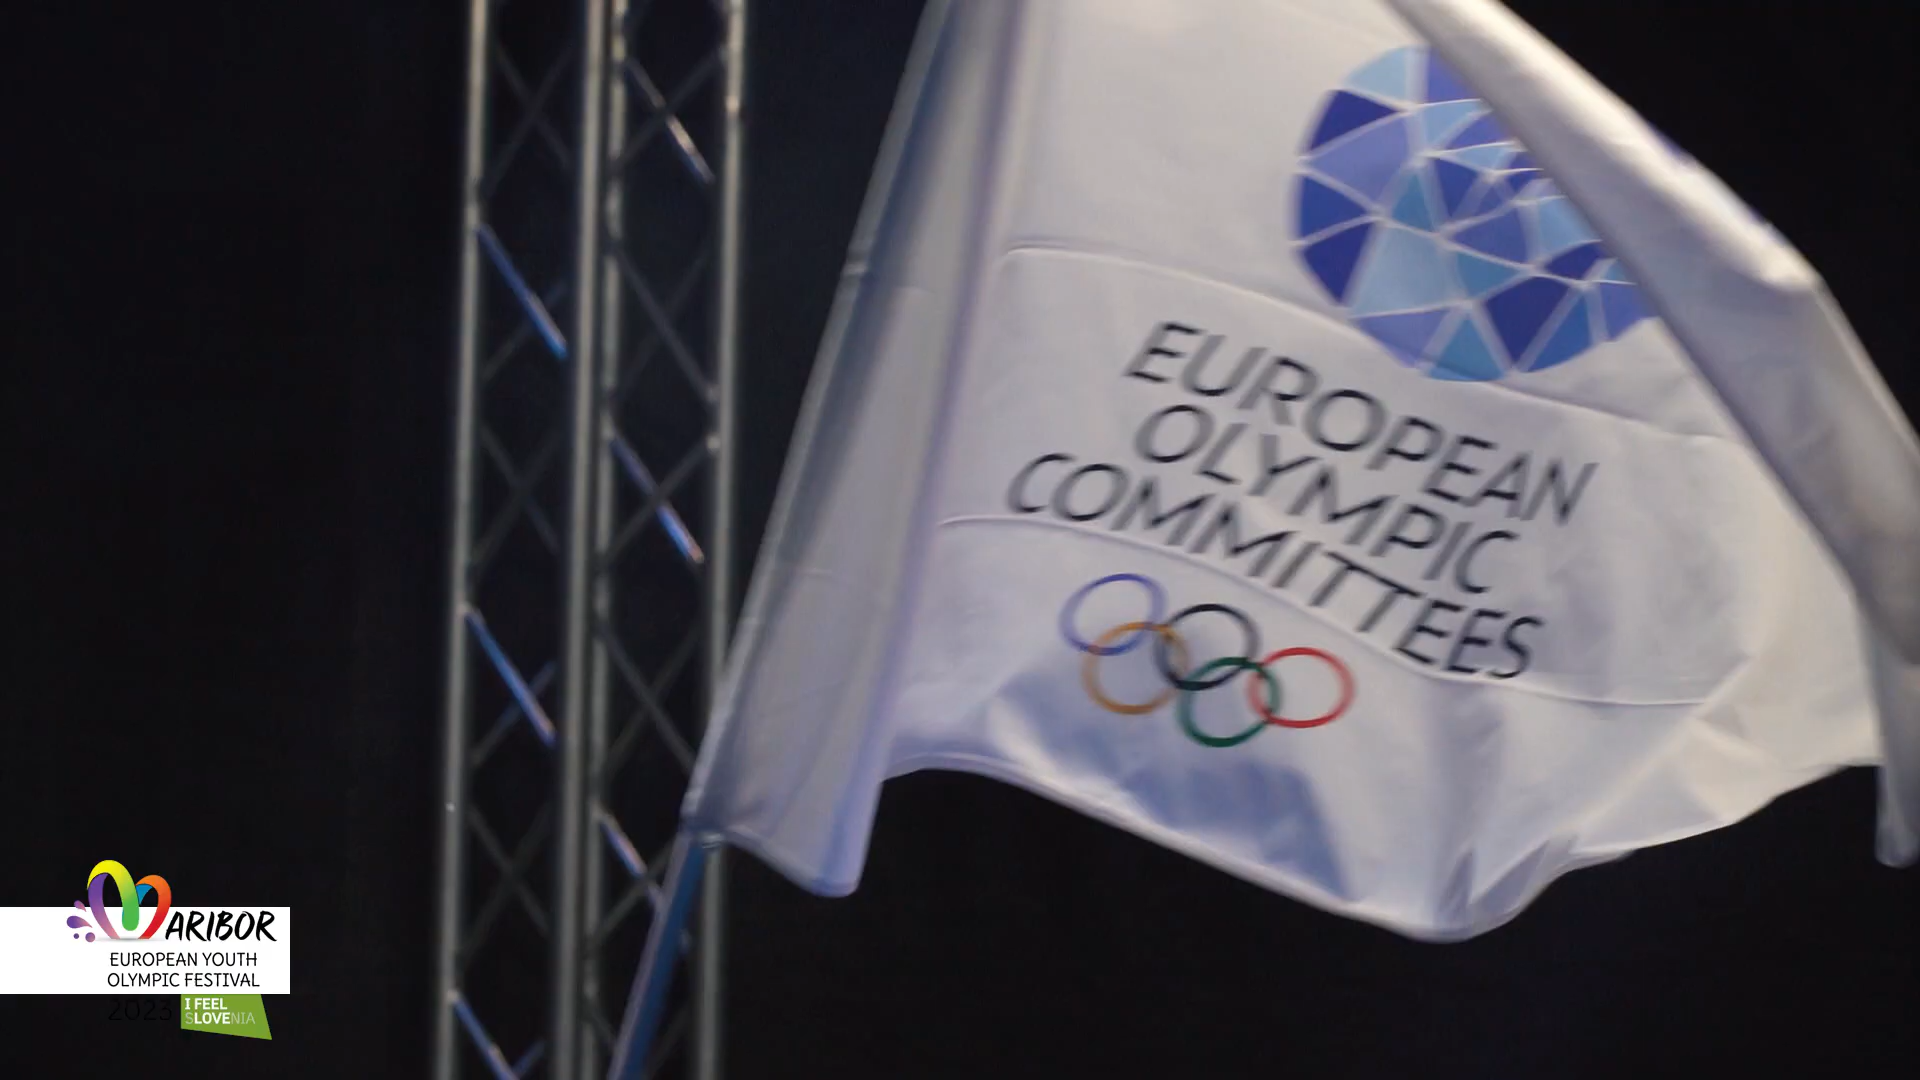 EUROPEAN
OLYMPIC
COMMITTEES
ARIBOR
EUROPEAN YOUTH
OLYMPIC FESTIVAL
2023
I FEEL
SLOVENIA